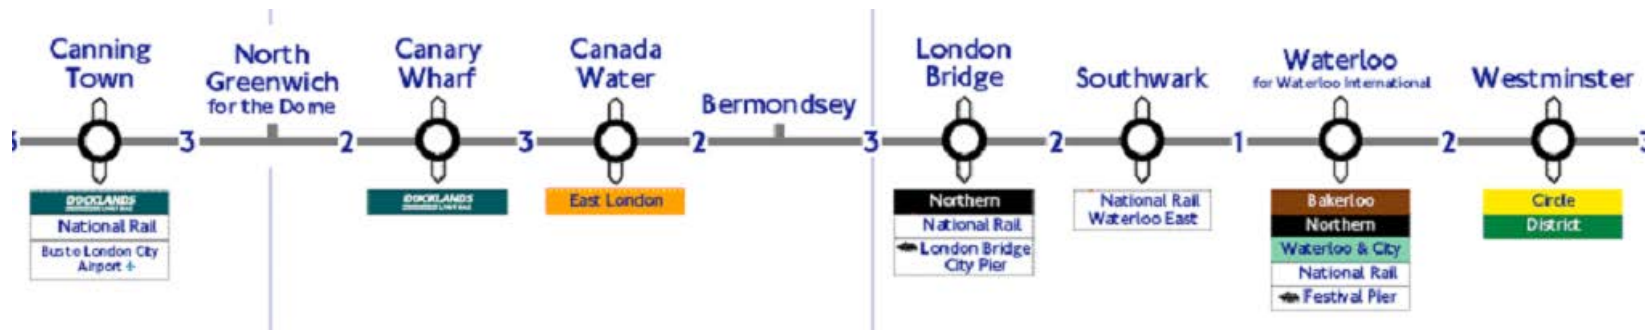 Canning
Town
North
Greenwich
for the Dome
Canary
Wharf
Canada
Water
Bermondsey
London
Bridge
Southwark
Waterloo
for Waterloo International
Westminster
3
2
3
2
3
2
1
2
DOCKLANDS
National Rail
Bus to London City
Airport
DOCKLANDS
East London
Northern
National Rail
London Bridge
City Pier
National Rail
Waterloo East
Bakerloo
Northern
Waterloo & City
National Rail
Festival Pier
Circle
District